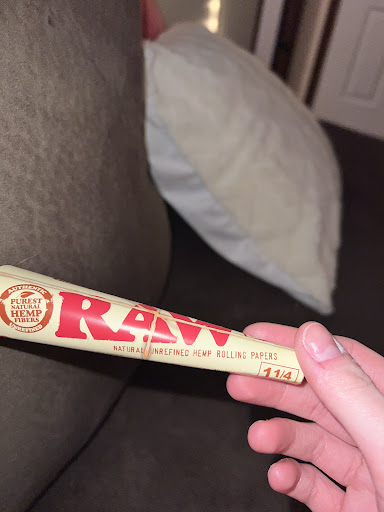 AUTHENTIC
PUREST
NATURAL
HEMP
FIBERS
UNREFINED
RAW
NATURAL UNREFINED HEMP ROLLING PAPERS
1 1/4